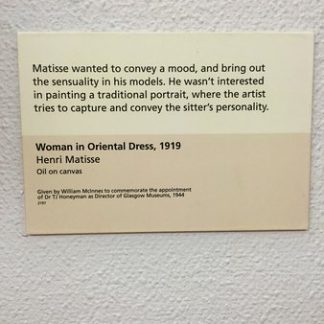 Matisse wanted to convey a mood, and bring out
the sensuality in his models. He wasn't interested
in painting a traditional portrait, where the artist
tries to capture and convey the sitter's personality.
Woman in Oriental Dress, 1919
Henri Matisse
Oil on canvas
Given by William McInnes to commemorate the appointment
of Dr TJ Honeyman as Director of Glasgow Museums, 1944